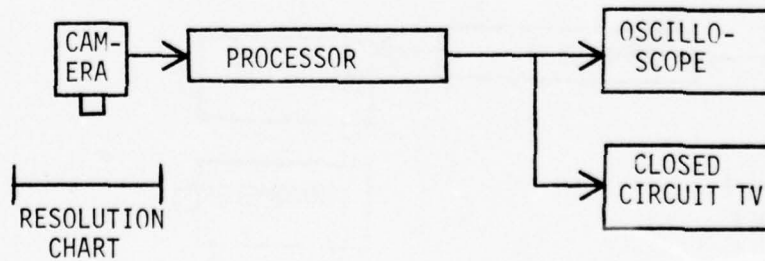 CAM-
ERA
PROCESSOR
OSCILLO-
SCOPE
CLOSED
CIRCUIT TV
RESOLUTION
CHART